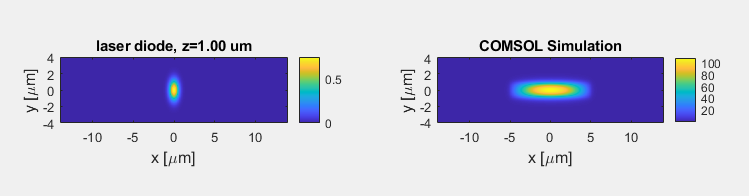 laser diode, z=1.00 um
4
2
0
-2
-4
y [μm]
-10 -5 0 5 10
x [μm]
0.5
0
COMSOL Simulation
4
2
0
-2
-4
y [μm]
-10 -5 0 5 10
x [μm]
100
80
60
40
20